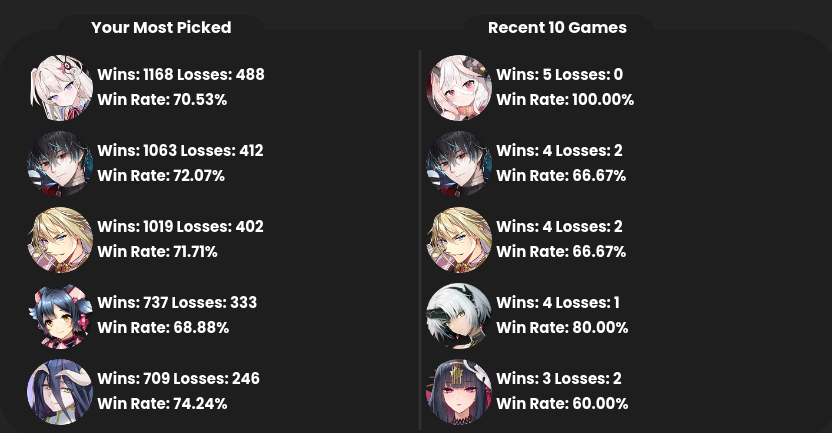 Your Most Picked
Wins: 1168 Losses: 488
Win Rate: 70.53%
Wins: 1063 Losses: 412
Win Rate: 72.07%
Wins: 1019 Losses: 402
Win Rate: 71.71%
Wins: 737 Losses: 333
Win Rate: 68.88%
Wins: 709 Losses: 246
Win Rate: 74.24%
Recent 10 Games
Wins: 5 Losses: 0
Win Rate: 100.00%
Wins: 4 Losses: 2
Win Rate: 66.67%
Wins: 4 Losses: 2
Win Rate: 66.67%
Wins: 4 Losses: 1
Win Rate: 80.00%
Wins: 3 Losses: 2
Win Rate: 60.00%